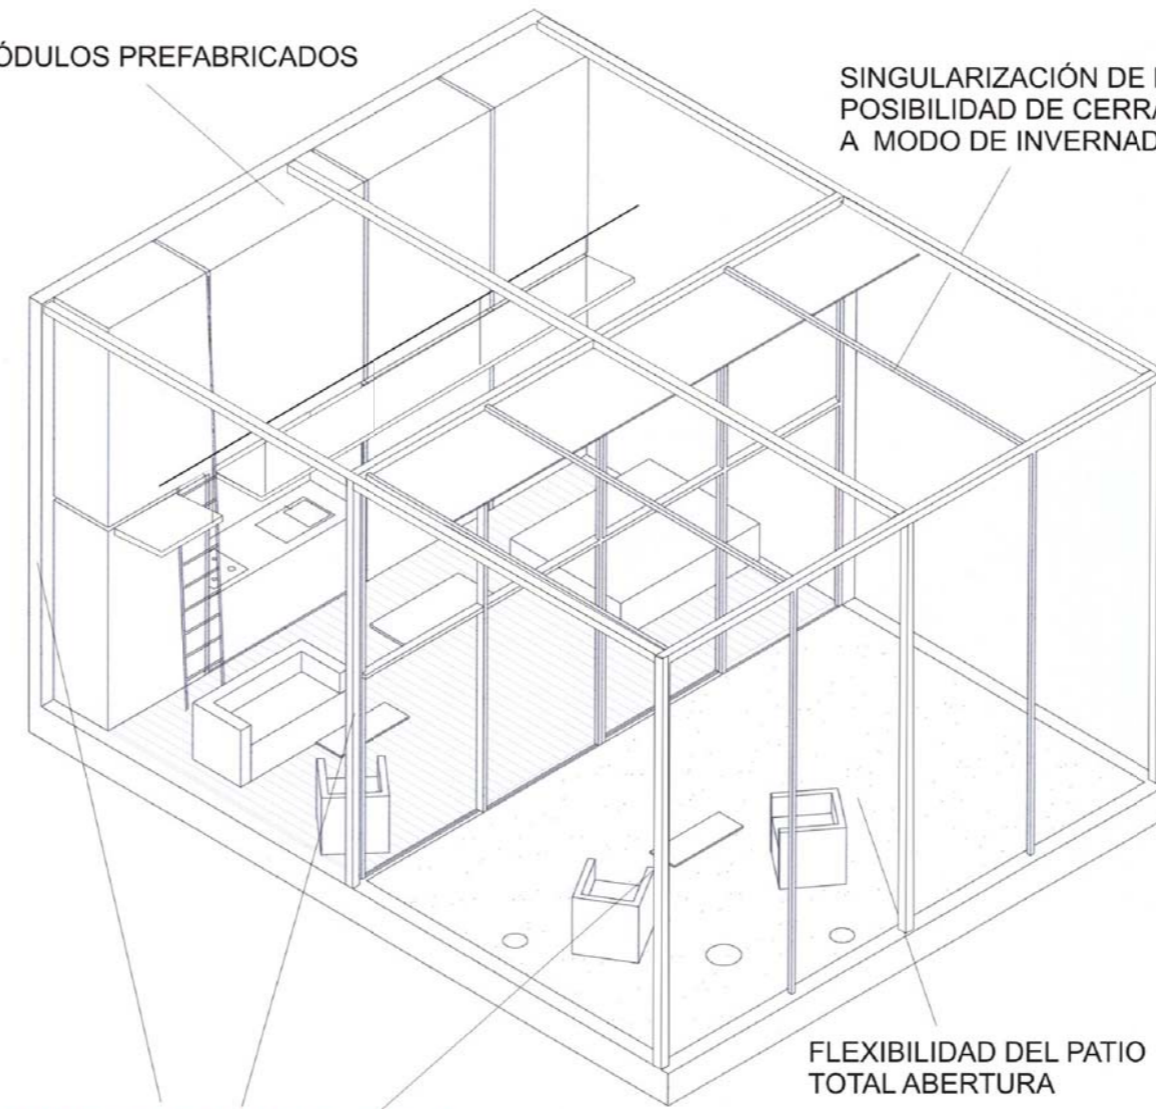 ÓDULOS PREFABRICADOS
SINGULARIZACIÓN DE
POSIBILIDAD DE CERRA
A MODO DE INVERNAD
FLEXIBILIDAD DEL PATIO
TOTAL ABERTURA